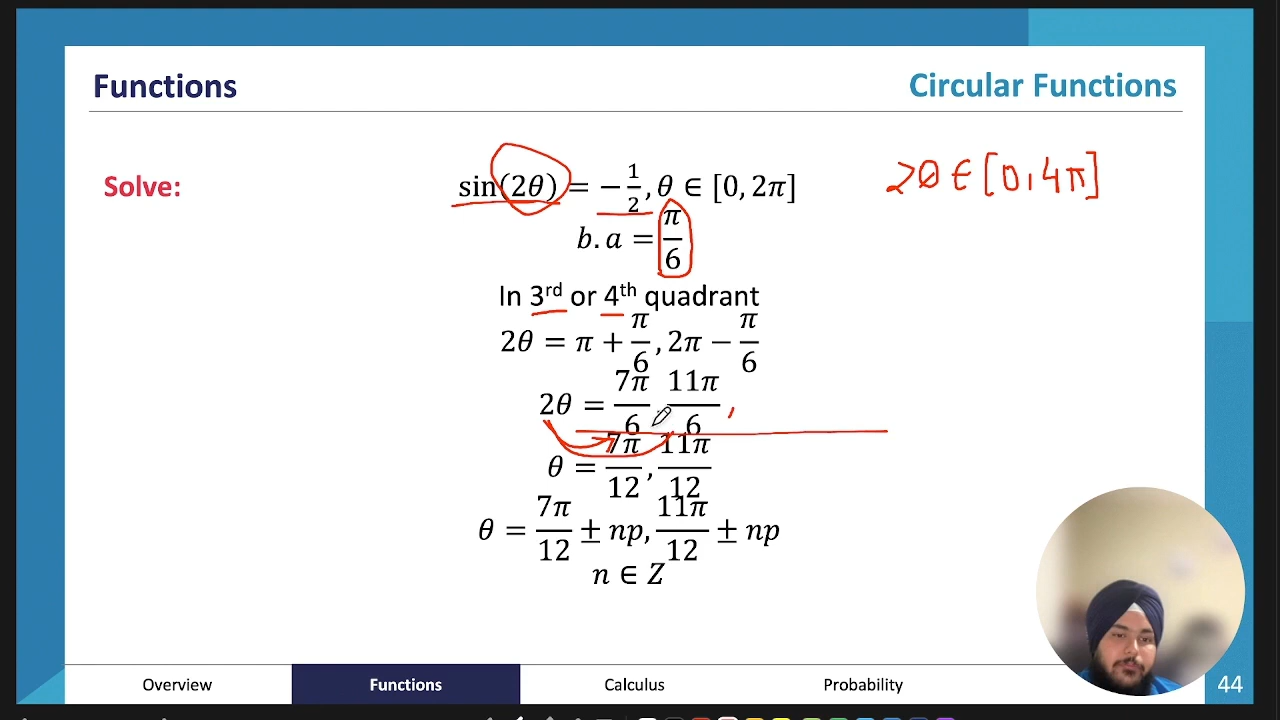 Functions
Circular Functions
Solve:
sin(2θ) = −1/2, θ ∈ [0, 2π]
2θ ∈ [0, 4π]
b.a = π/6
In 3rd or 4th quadrant
2θ = π + π/6, 2π − π/6
2θ = 7π/6, 11π/6,
θ = 7π/12, 11π/12
θ = 7π/12 ± np, 11π/12 ± np
n ∈ Z
Overview
Functions
Calculus
Probability
44